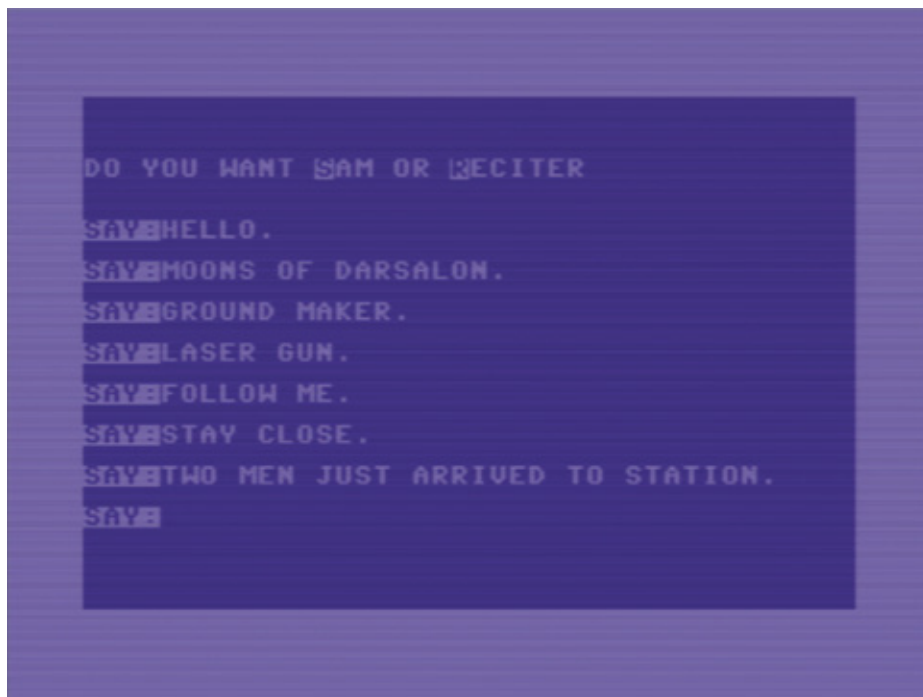 DO YOU WANT SAM OR RECITER
SAY:HELLO.
SAY:MOONS OF DARSALON.
SAY:GROUND MAKER.
SAY:LASER GUN.
SAY:FOLLOW ME.
SAY:STAY CLOSE.
SAY:TWO MEN JUST ARRIVED TO STATION.
SAY: